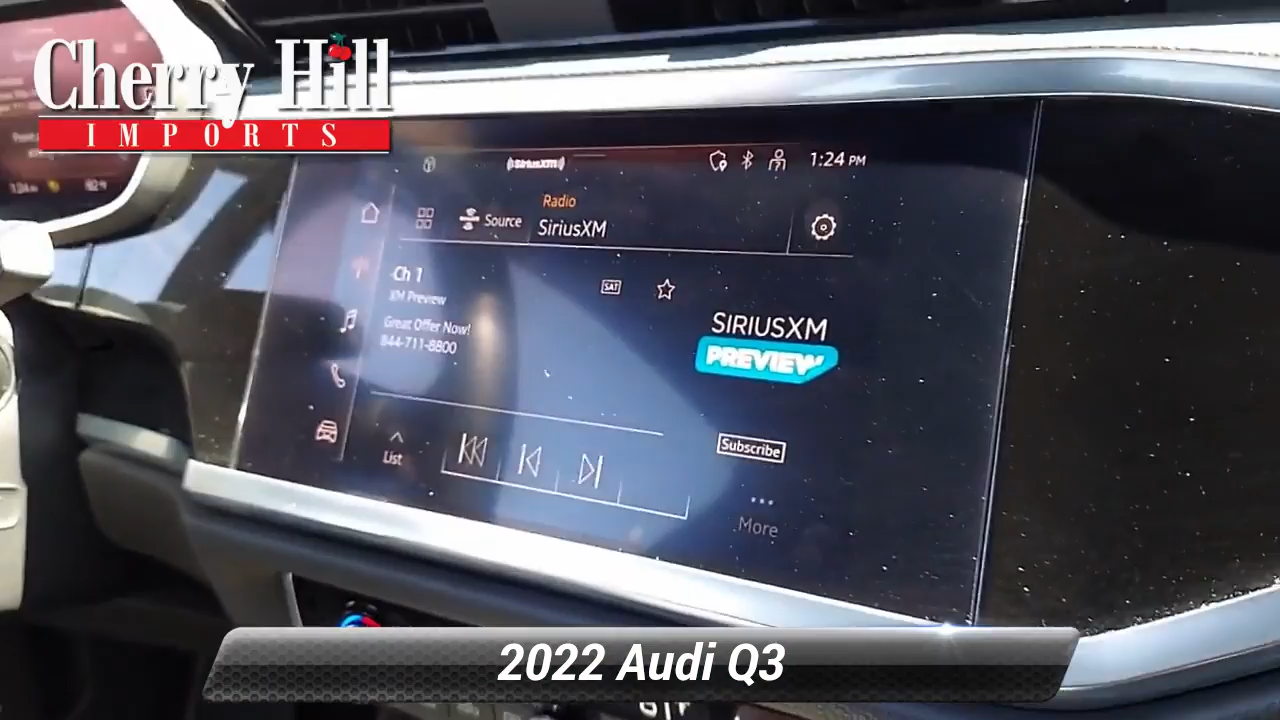 Cherry Hill
IMPORTS
((SiriusXM))
1:24 PM
Radio
Source
SiriusXM
Ch 1
SAT
XM Preview
Great Offer Now!
844-711-8800
SIRIUSXM
PREVIEW
Subscribe
List
More
2022 Audi Q3